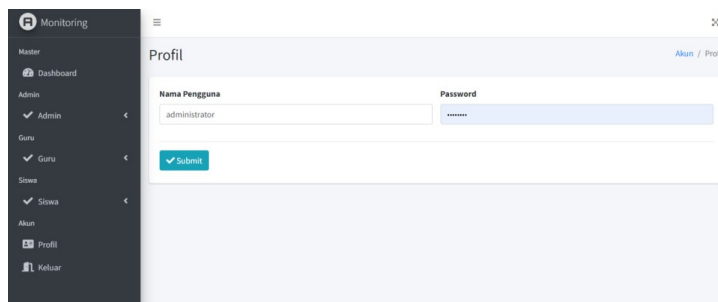 R Monitoring
Master
Dashboard
Admin
Admin
Guru
Guru
Siswa
Siswa
Akun
Profil
Keluar
Profil
Akun / Prof
Nama Pengguna
administrator
Password
••••••••
Submit